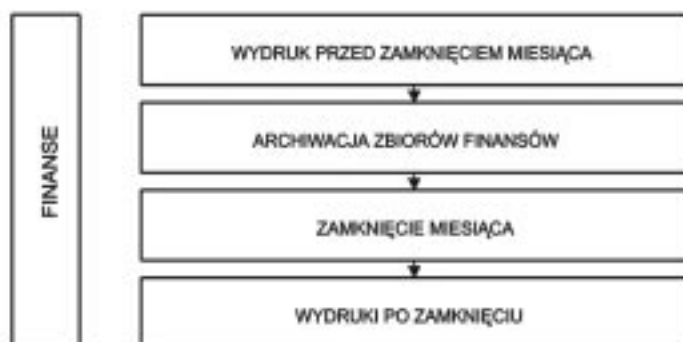 FINANSE
WYDRUK PRZED ZAMKNIĘCIEM MIESIĄCA
ARCHIWACJA ZBIORÓW FINANSÓW
ZAMKNIĘCIE MIESIĄCA
WYDRUKI PO ZAMKNIĘCIU